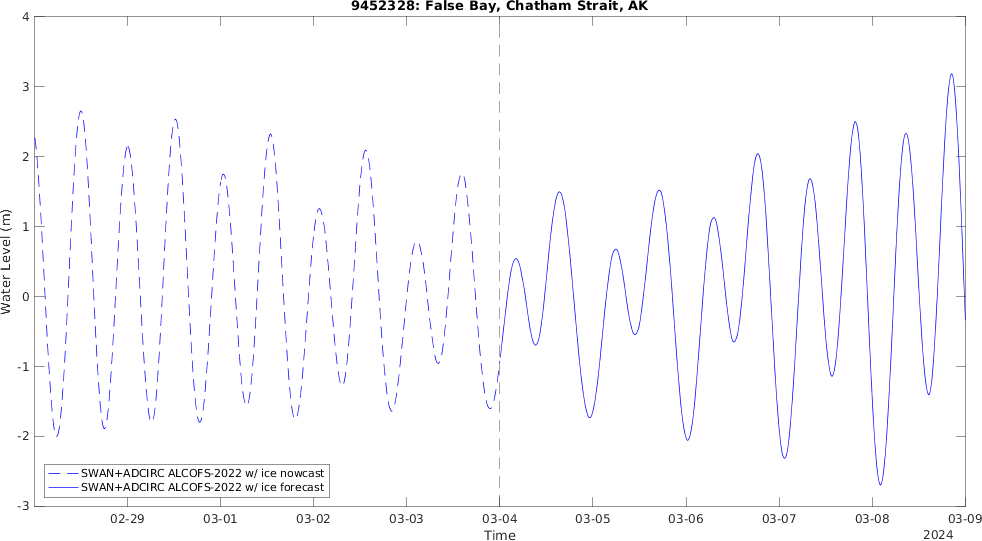 9452328: False Bay, Chatham Strait, AK
4
3
2
1
0
-1
-2
-3
Water Level (m)
SWAN+ADCIRC ALCOFS-2022 w/ ice nowcast
SWAN+ADCIRC ALCOFS-2022 w/ ice forecast
02-29 03-01 03-02 03-03 03-04 03-05 03-06 03-07 03-08 03-09
Time
2024